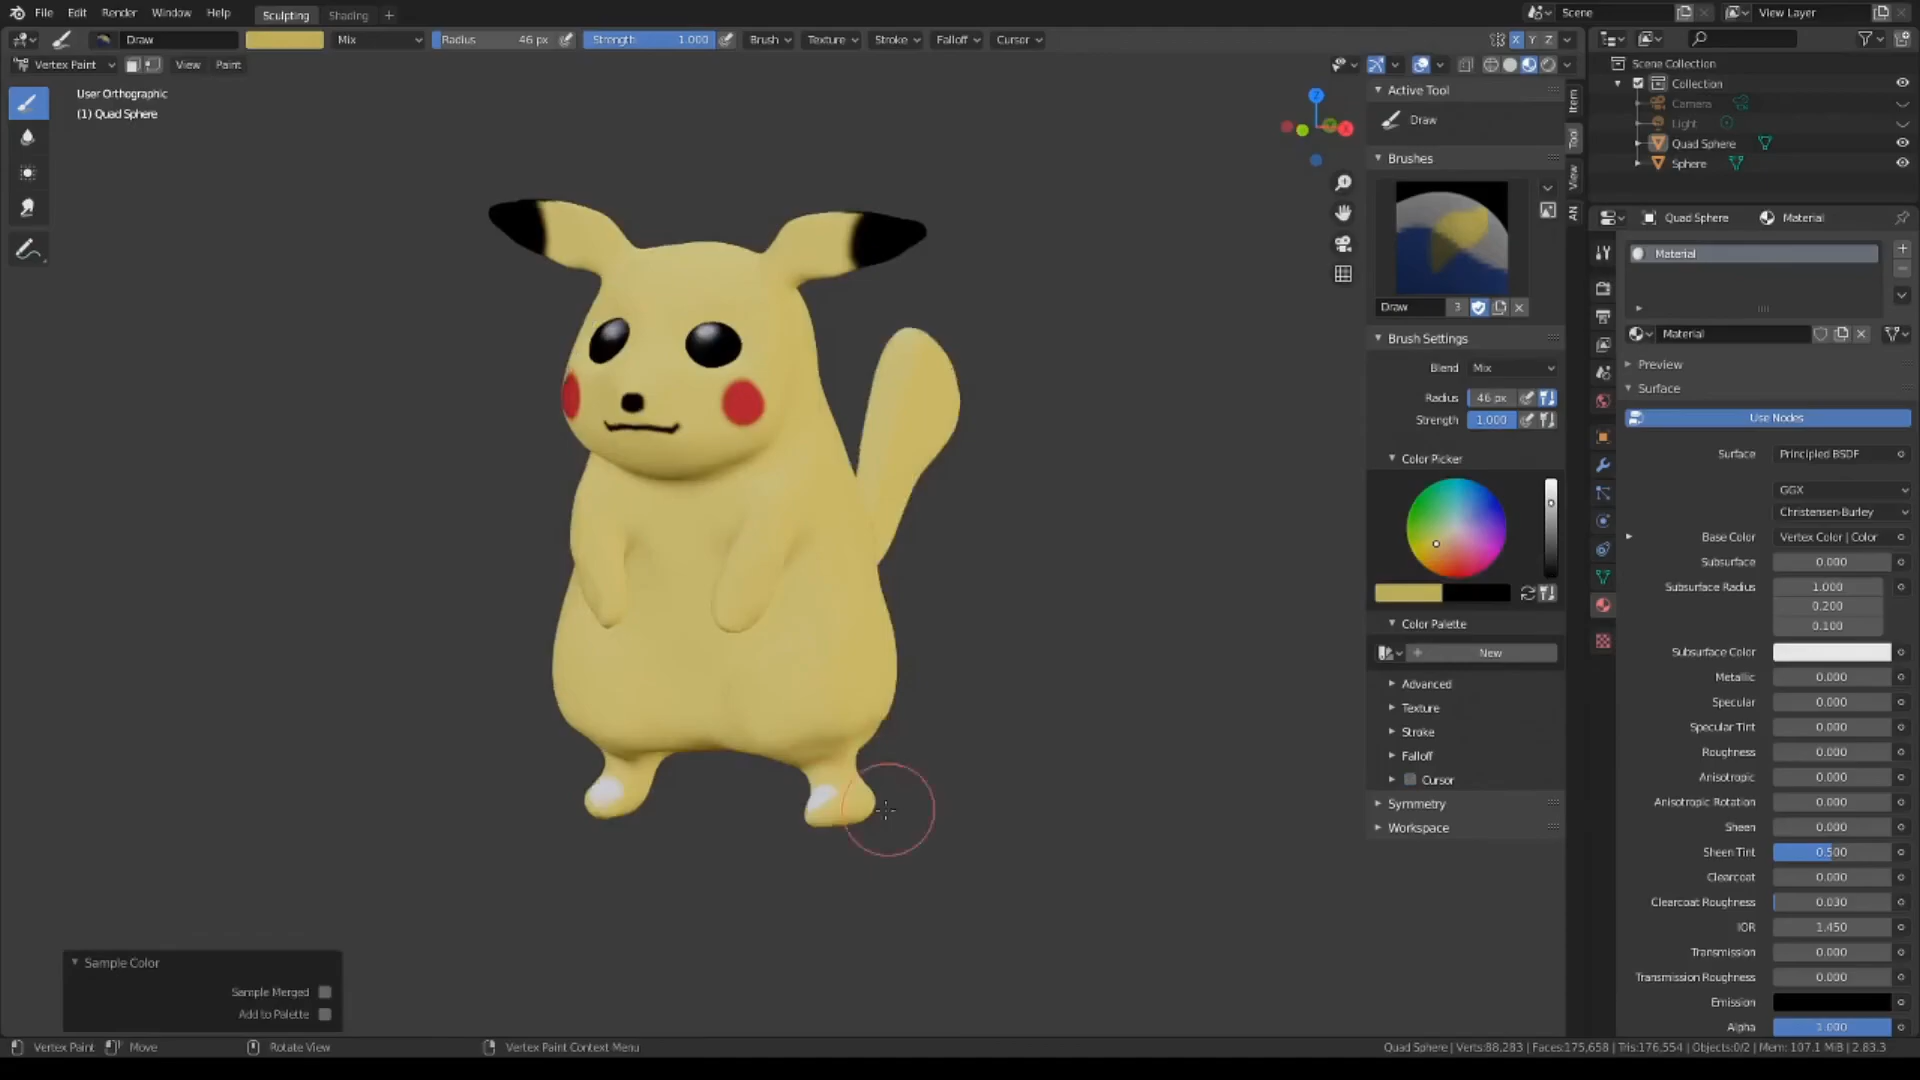 File Edit Render Window Help Sculpting Shading + Scene View Layer
Draw Mix Radius 46 px Strength 1.000 Brush Texture Stroke Falloff Cursor X Y Z
Vertex Paint View Paint
User Orthographic
(1) Quad Sphere
Active Tool
Draw
Brushes
Draw 3
Brush Settings
Blend Mix
Radius 46 px
Strength 1.000
Color Picker
Color Palette
New
Advanced
Texture
Stroke
Falloff
Cursor
Symmetry
Workspace
Item
Tool
View
AN
Scene Collection
Collection
Camera
Light
Quad Sphere
Sphere
Quad Sphere Material
Material
Material
Preview
Surface
Use Nodes
Surface Principled BSDF
GGX
Christensen-Burley
Base Color Vertex Color | Color
Subsurface 0.000
Subsurface Radius 1.000
0.200
0.100
Subsurface Color
Metallic 0.000
Specular 0.000
Specular Tint 0.000
Roughness 0.000
Anisotropic 0.000
Anisotropic Rotation 0.000
Sheen 0.000
Sheen Tint 0.500
Clearcoat 0.000
Clearcoat Roughness 0.030
IOR 1.450
Transmission 0.000
Transmission Roughness 0.000
Emission
Alpha 1.000
Sample Color
Sample Merged
Add to Palette
Vertex Paint Move Rotate View Vertex Paint Context Menu Quad Sphere | Verts:88,283 | Faces:175,658 | Tris:176,554 | Objects:0/2 | Mem: 107.1 MiB | 2.83.3